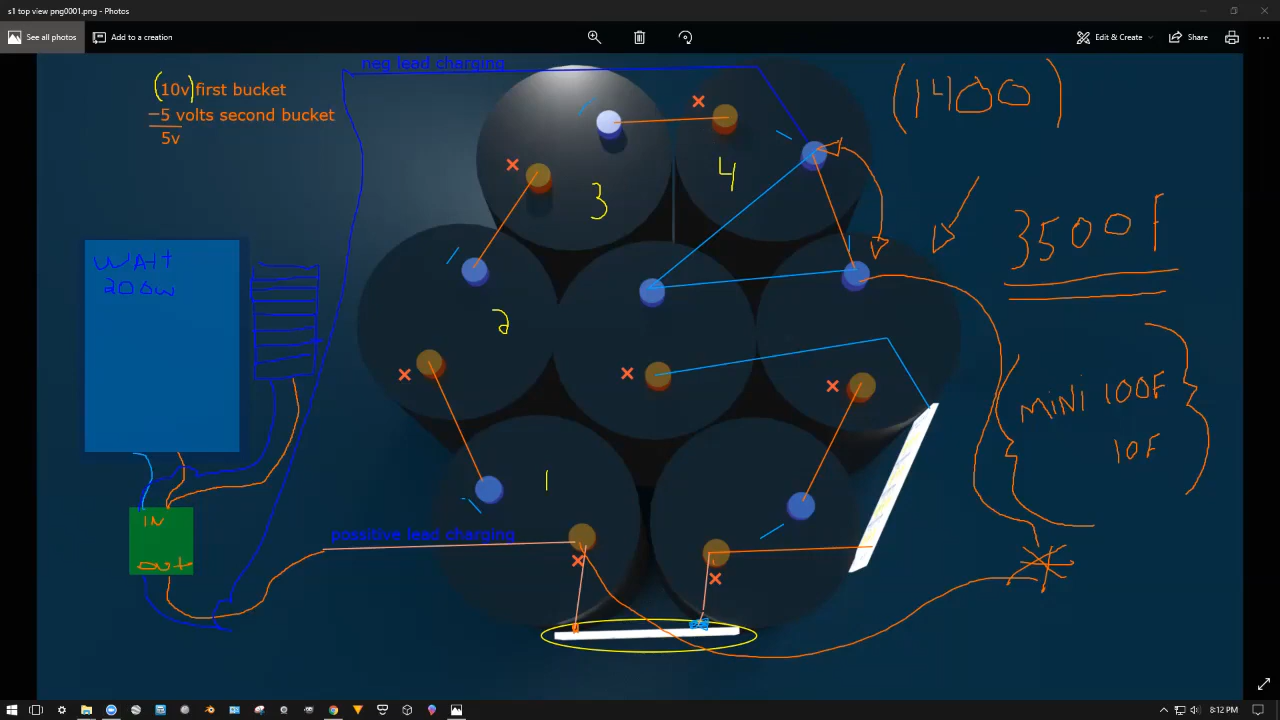 s1 top view png0001.png - Photos
See all photos
Add to a creation
Edit & Create
Share
neg lead charging
(10v) first bucket
-5 volts second bucket
5v
(1400)
3
4
3500f
WAtt
200w
2
MINI 100F
10F
1
IN
OUT
possitive lead charging
8:12 PM